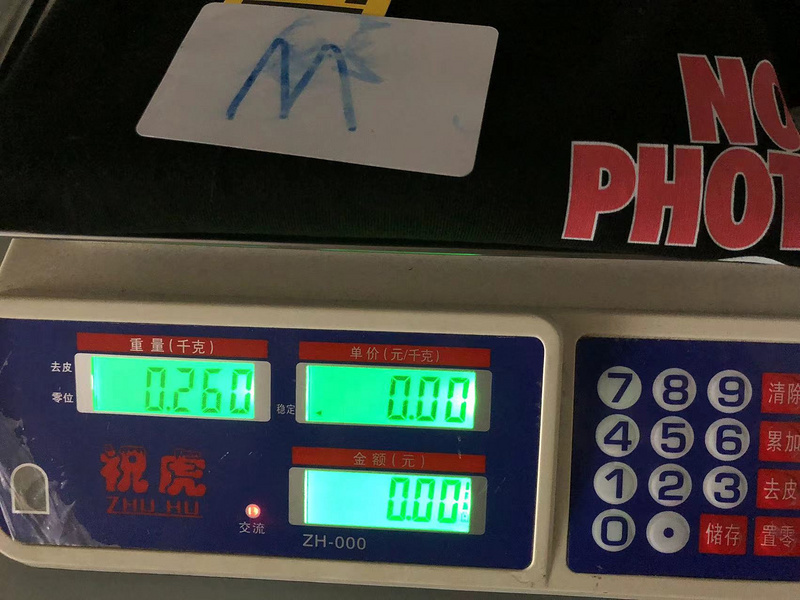 M
NO
PHOT
重量(千克)
单价(元/千克)
去皮
零位
0.260
稳定
0.00
金额(元)
0.00
祝虎
ZHU HU
交流
ZH-000
7 8 9 清除
4 5 6 累加
1 2 3 去皮
0 . 储存 置零